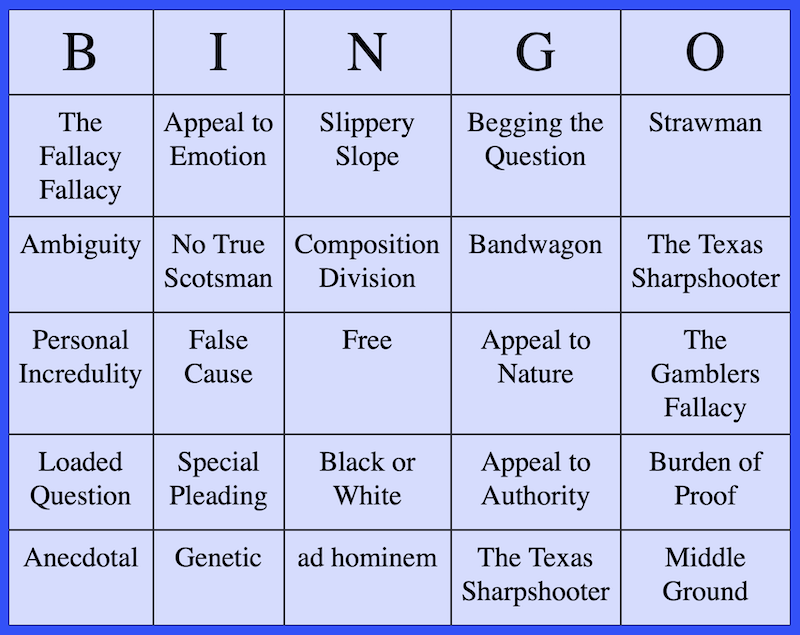 B I N G O
The Fallacy Fallacy
Appeal to Emotion
Slippery Slope
Begging the Question
Strawman
Ambiguity
No True Scotsman
Composition Division
Bandwagon
The Texas Sharpshooter
Personal Incredulity
False Cause
Free
Appeal to Nature
The Gamblers Fallacy
Loaded Question
Special Pleading
Black or White
Appeal to Authority
Burden of Proof
Anecdotal
Genetic
ad hominem
The Texas Sharpshooter
Middle Ground